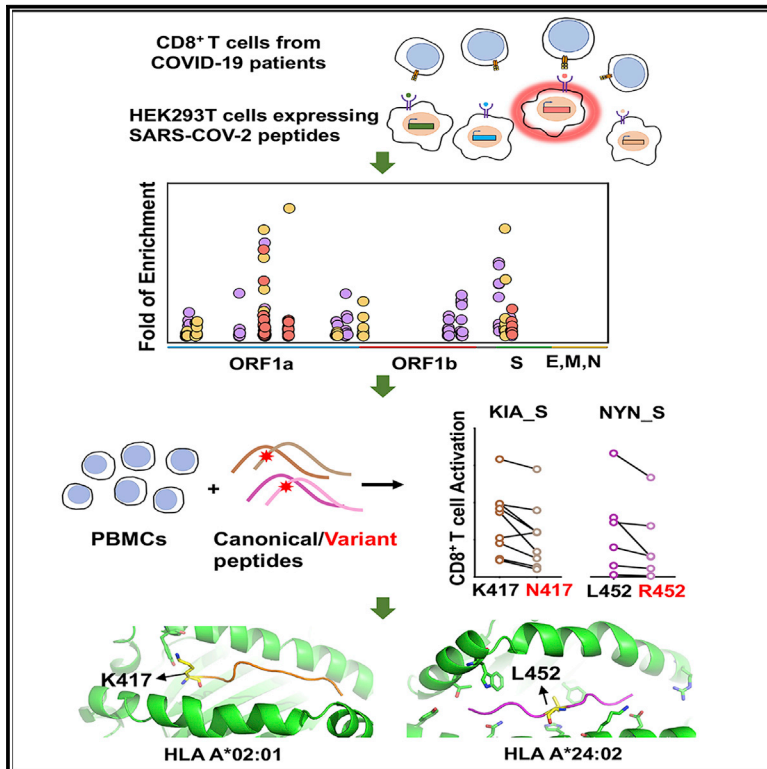 CD8+ T cells from
COVID-19 patients
HEK293T cells expressing
SARS-COV-2 peptides
Fold of Enrichment
ORF1a
ORF1b
S
E,M,N
PBMCs
+
Canonical/Variant
peptides
CD8+T cell Activation
KIA_S
NYN_S
K417 N417
L452 R452
K417
HLA A*02:01
L452
HLA A*24:02